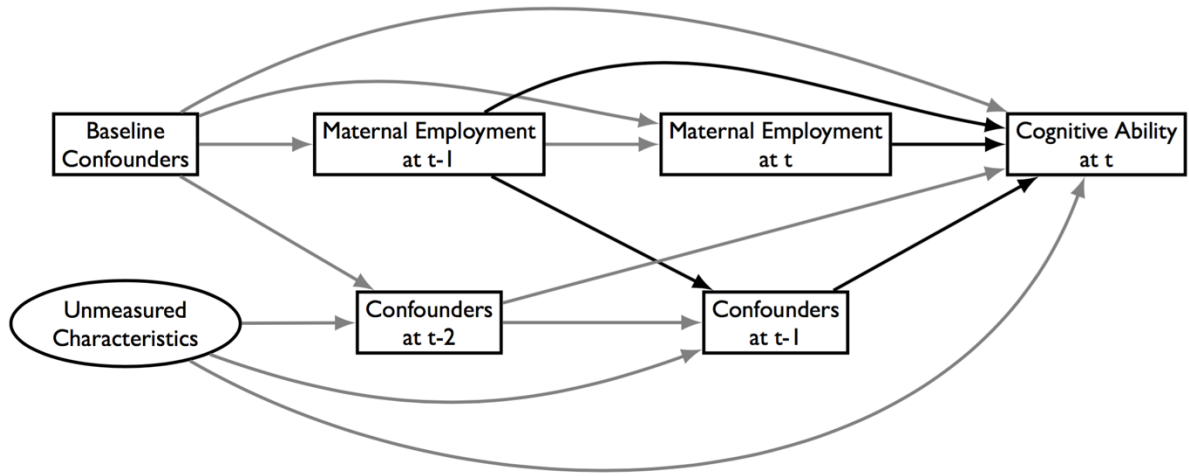 Baseline
Confounders
Maternal Employment
at t-1
Maternal Employment
at t
Cognitive Ability
at t
Unmeasured
Characteristics
Confounders
at t-2
Confounders
at t-1